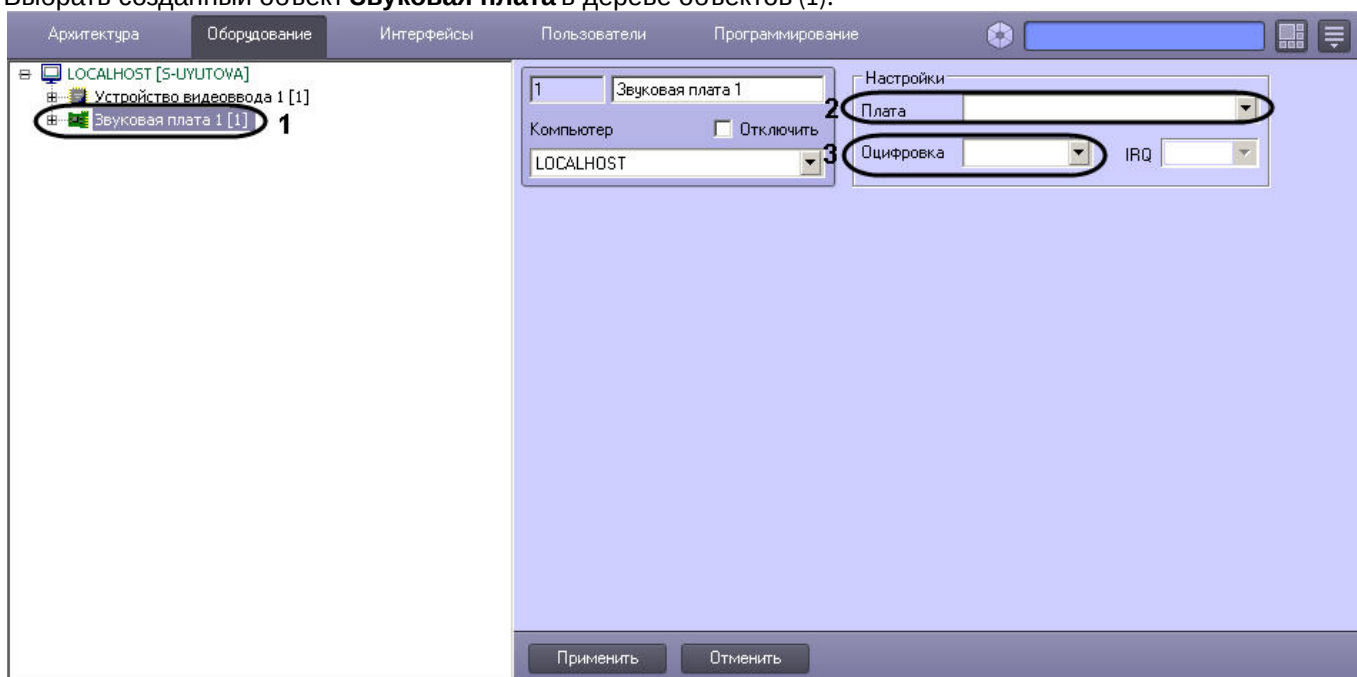 Выбрать созданный объект Звуковая плата в дереве объектов (1).
Архитектура Оборудование Интерфейсы Пользователи Программирование
LOCALHOST [S-UYUTOVA]
Устройство видеоввода 1 [1]
Звуковая плата 1 [1] 1
1 Звуковая плата 1
Компьютер Отключить
LOCALHOST
Настройки
2 Плата
3 Оцифровка IRQ
Применить Отменить